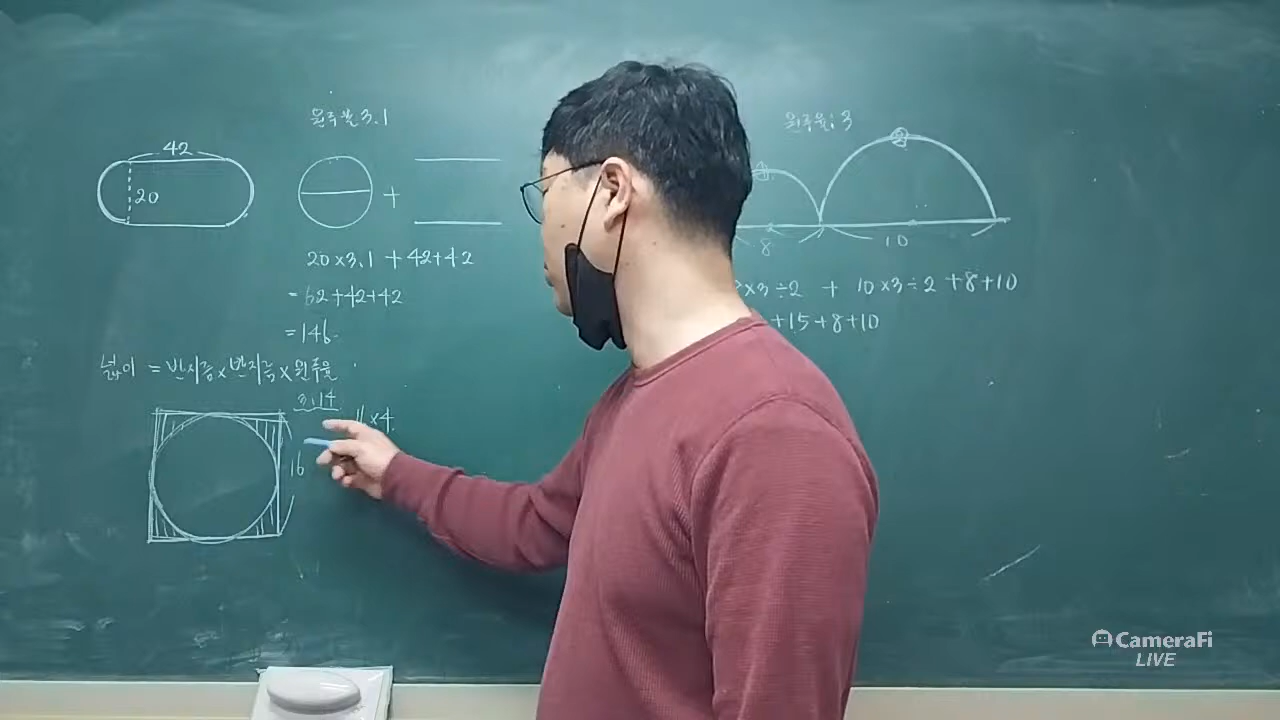 원주율 3.1
42
20
+
20×3.1+42+42
=62+42+42
=146.
넓이 = 반지름×반지름×원주율
3.14
×4.
16
원주율: 3
8
10
×3÷2 + 10×3÷2+8+10
+15+8+10
CameraFi
LIVE